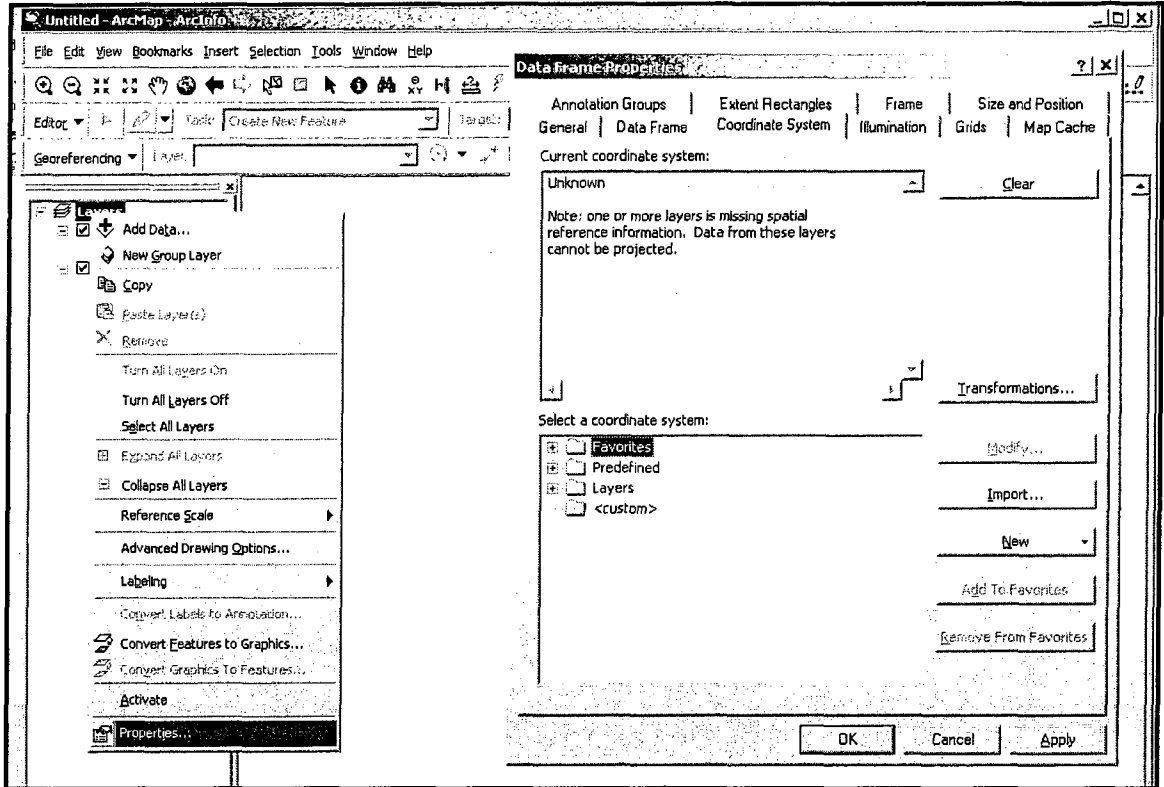 Untitled - ArcMap - ArcInfo
File Edit View Bookmarks Insert Selection Tools Window Help
Editor Task: Create New Feature Target:
Georeferencing Layer:
Layers
Add Data...
New Group Layer
Copy
Paste Layer(s)
Remove
Turn All Layers On
Turn All Layers Off
Select All Layers
Expand All Layers
Collapse All Layers
Reference Scale
Advanced Drawing Options...
Labeling
Convert Labels to Annotation...
Convert Features to Graphics...
Convert Graphics To Features...
Activate
Properties...
Data Frame Properties
Annotation Groups Extent Rectangles Frame Size and Position
General Data Frame Coordinate System Illumination Grids Map Cache
Current coordinate system:
Unknown
Note: one or more layers is missing spatial
reference information. Data from these layers
cannot be projected.
Clear
Transformations...
Select a coordinate system:
Favorites
Predefined
Layers
<custom>
Modify...
Import...
New
Add To Favorites
Remove From Favorites
OK Cancel Apply